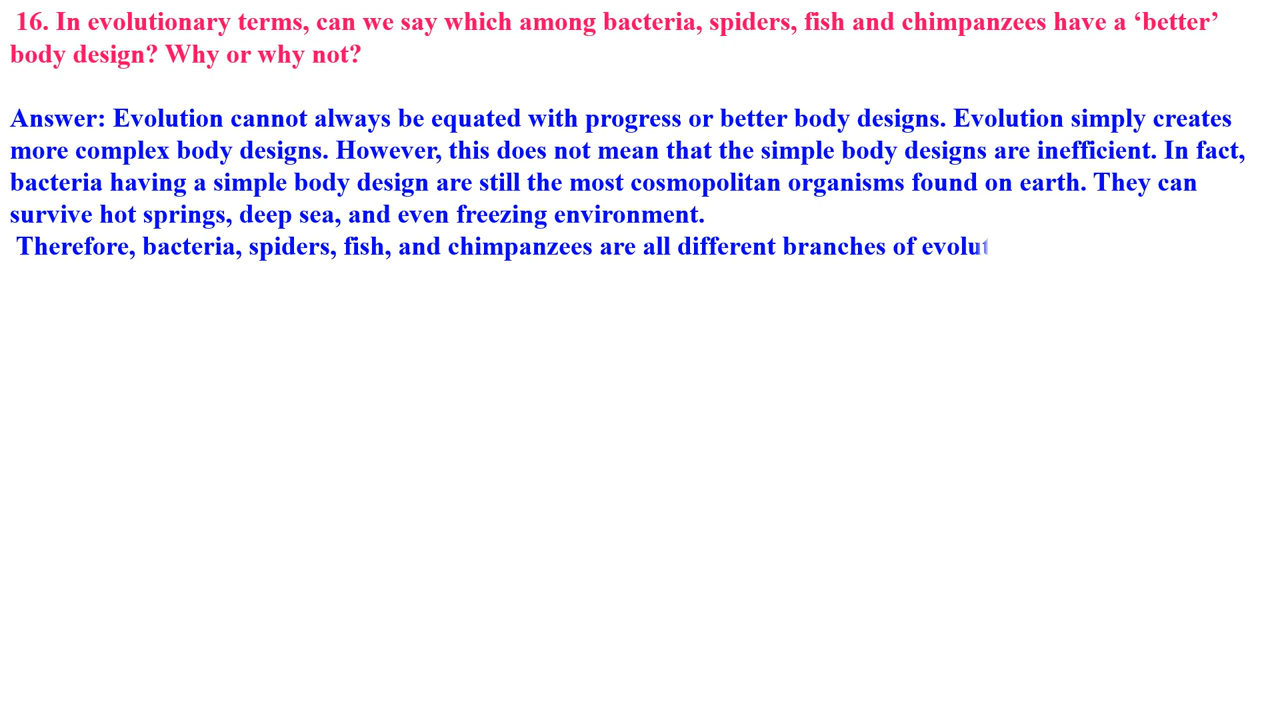 16. In evolutionary terms, can we say which among bacteria, spiders, fish and chimpanzees have a ‘better’
body design? Why or why not?
Answer: Evolution cannot always be equated with progress or better body designs. Evolution simply creates
more complex body designs. However, this does not mean that the simple body designs are inefficient. In fact,
bacteria having a simple body design are still the most cosmopolitan organisms found on earth. They can
survive hot springs, deep sea, and even freezing environment.
Therefore, bacteria, spiders, fish, and chimpanzees are all different branches of evolut